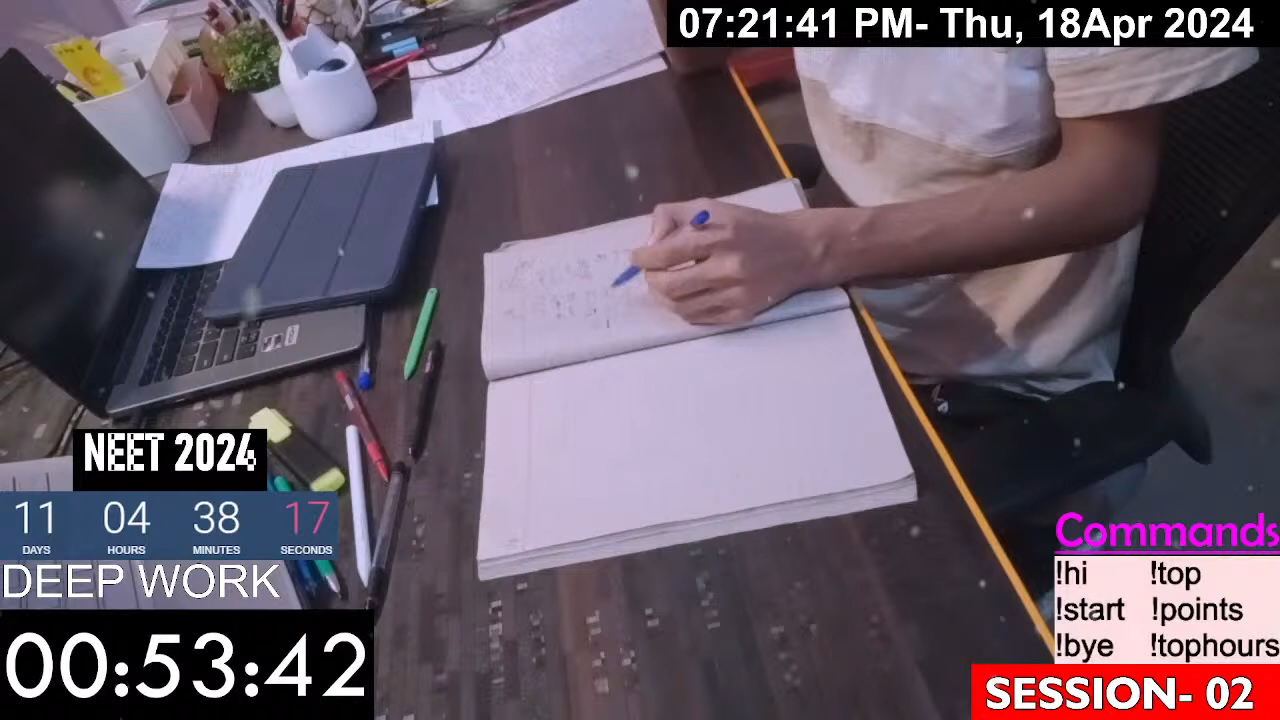 07:21:41 PM- Thu, 18Apr 2024
NEET 2024
11 04 38 17
DAYS HOURS MINUTES SECONDS
DEEP WORK
00:53:42
Commands
!hi !top
!start !points
!bye !tophours
SESSION- 02